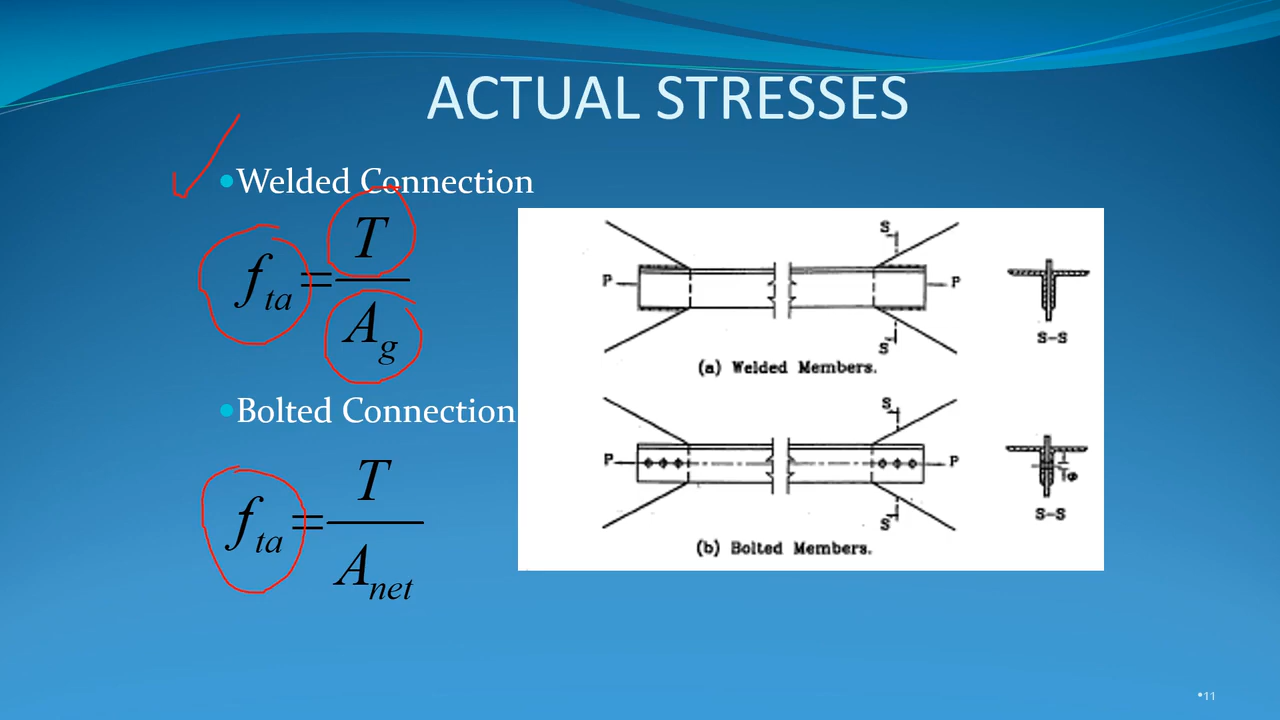 ACTUAL STRESSES
•Welded Connection
f_ta = T / A_g
S
P
P
S
S-S
(a) Welded Members.
•Bolted Connection
f_ta = T / A_net
S
P
P
Φ
S
S-S
(b) Bolted Members.
•11